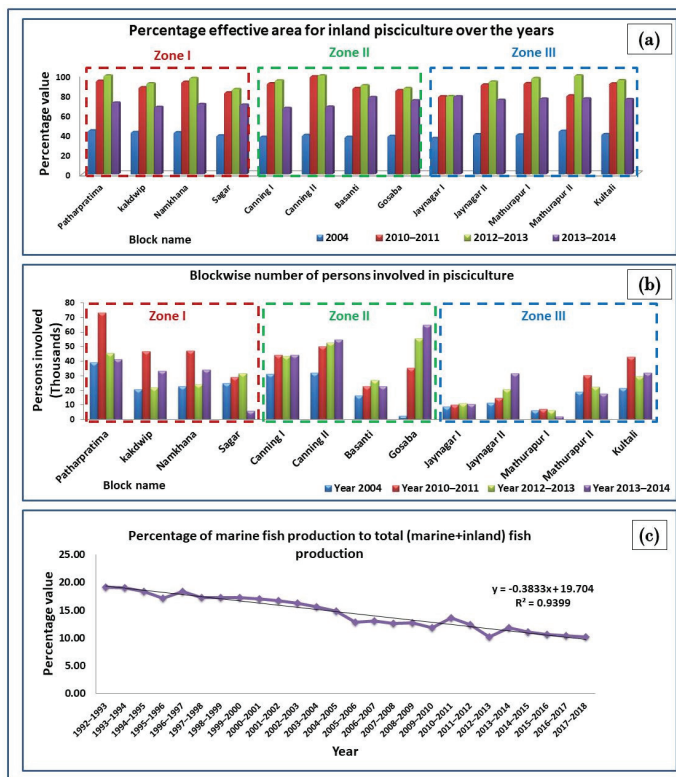 Percentage effective area for inland pisciculture over the years
(a)
Zone I
Zone II
Zone III
Percentage value
120
100
80
60
40
20
0
Patharpratima
kakdwip
Namkhana
Sagar
Canning I
Canning II
Basanti
Gosaba
Jaynagar I
Jaynagar II
Mathurapur I
Mathurapur II
Kultali
Block name
2004
2010–2011
2012–2013
2013–2014
Blockwise number of persons involved in pisciculture
(b)
Zone I
Zone II
Zone III
Persons involved
(Thousands)
80
70
60
50
40
30
20
10
0
Patharpratima
kakdwip
Namkhana
Sagar
Canning I
Canning II
Basanti
Gosaba
Jaynagar I
Jaynagar II
Mathurapur I
Mathurapur II
Kultali
Block name
Year 2004
Year 2010–2011
Year 2012–2013
Year 2013–2014
Percentage of marine fish production to total (marine+inland) fish
production
(c)
y = -0.3833x + 19.704
R² = 0.9399
Percentage value
25.00
20.00
15.00
10.00
5.00
0.00
1992–1993
1993–1994
1994–1995
1995–1996
1996–1997
1997–1998
1998–1999
1999–2000
2000–2001
2001–2002
2002–2003
2003–2004
2004–2005
2005–2006
2006–2007
2007–2008
2008–2009
2009–2010
2010–2011
2011–2012
2012–2013
2013–2014
2014–2015
2015–2016
2016–2017
2017–2018
Year